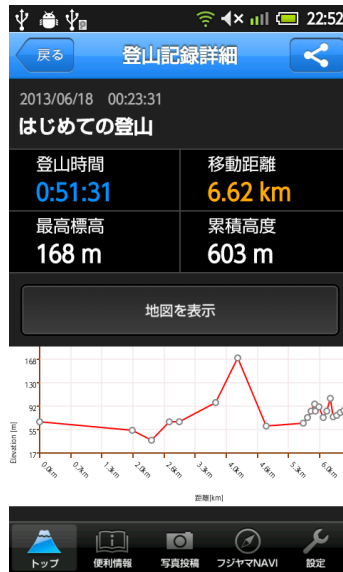 22:52
戻る 登山記録詳細
2013/06/18 00:23:31
はじめての登山
登山時間 移動距離
0:51:31 6.62 km
最高標高 累積高度
168 m 603 m
地図を表示
168
130
92
55
17
Elevation [m]
0.0km 0.7km 1.3km 2.0km 2.6km 3.3km 4.0km 4.6km 5.3km 6.0km
距離[km]
トップ 便利情報 写真投稿 フジヤマNAVI 設定